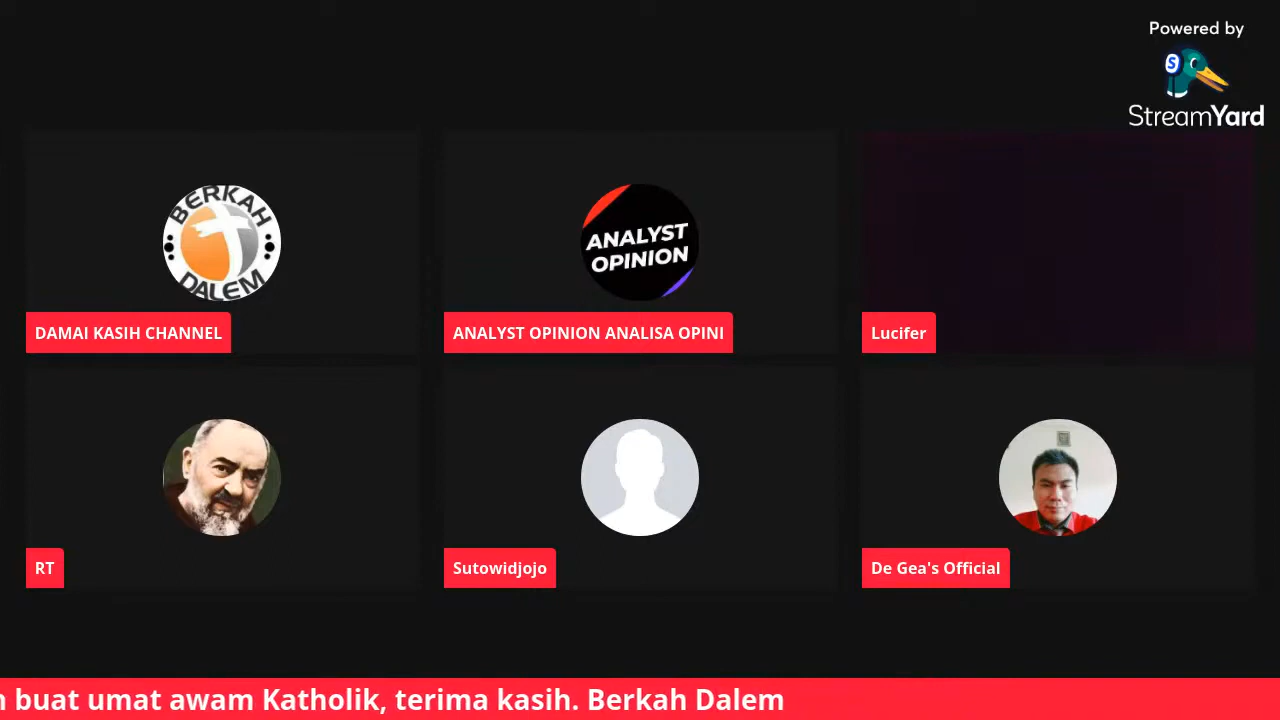 Powered by
StreamYard
BERKAH
DALEM
DAMAI KASIH CHANNEL
ANALYST
OPINION
ANALYST OPINION ANALISA OPINI
Lucifer
RT
Sutowidjojo
De Gea's Official
buat umat awam Katholik, terima kasih. Berkah Dalem